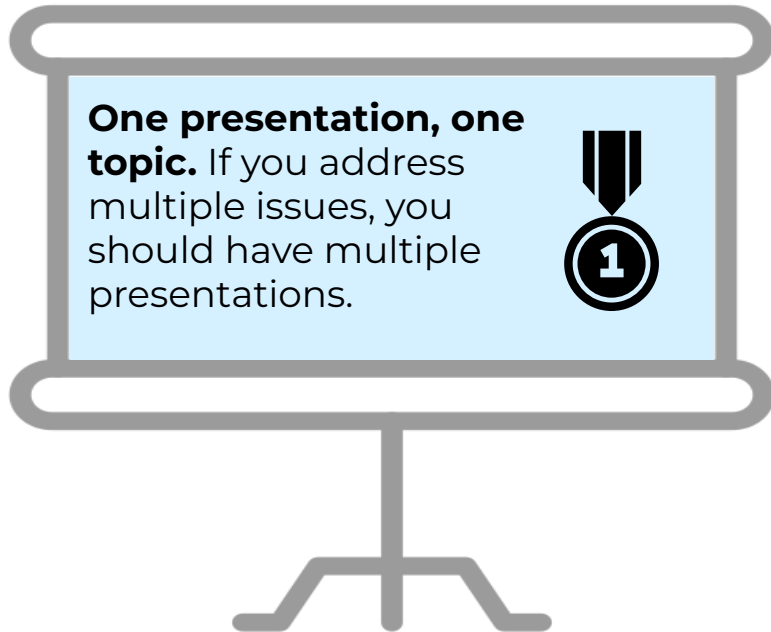 One presentation, one
topic. If you address
multiple issues, you
should have multiple
presentations.
1